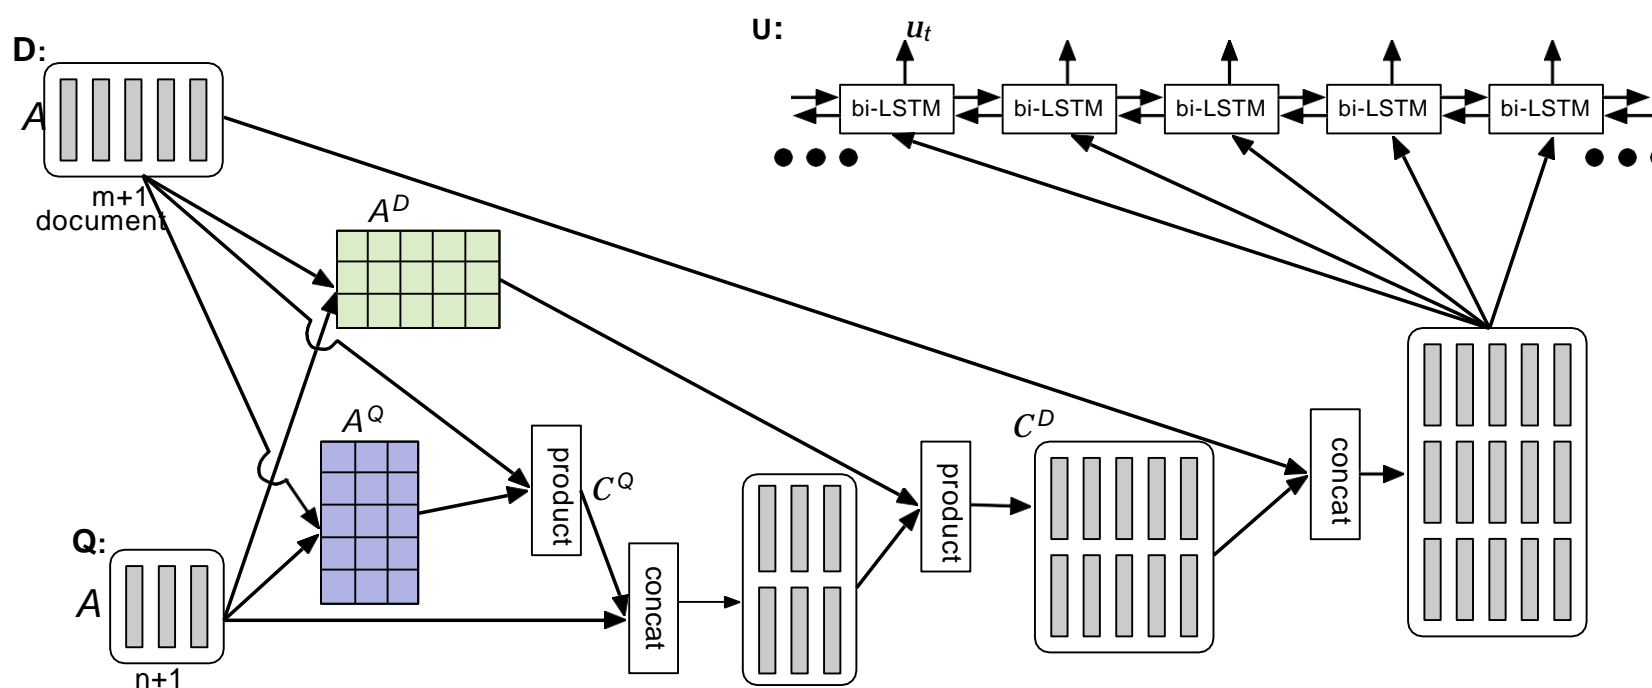 D:
A
m+1
document
U:
u_t
bi-LSTM
bi-LSTM
bi-LSTM
bi-LSTM
bi-LSTM
A^D
A^Q
product
C^Q
concat
product
C^D
concat
Q:
A
n+1